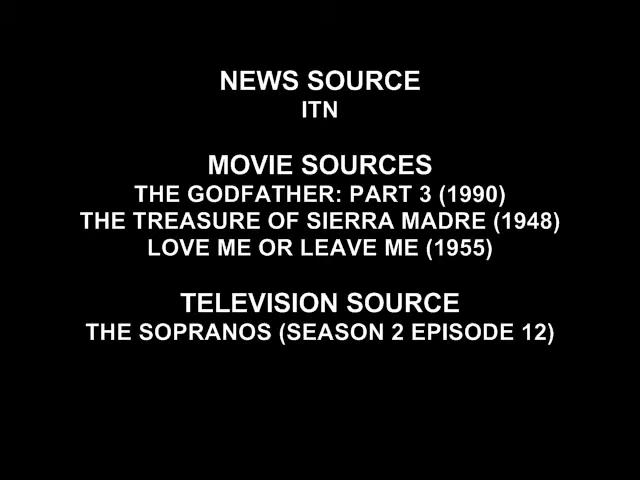 NEWS SOURCE
ITN
MOVIE SOURCES
THE GODFATHER: PART 3 (1990)
THE TREASURE OF SIERRA MADRE (1948)
LOVE ME OR LEAVE ME (1955)
TELEVISION SOURCE
THE SOPRANOS (SEASON 2 EPISODE 12)